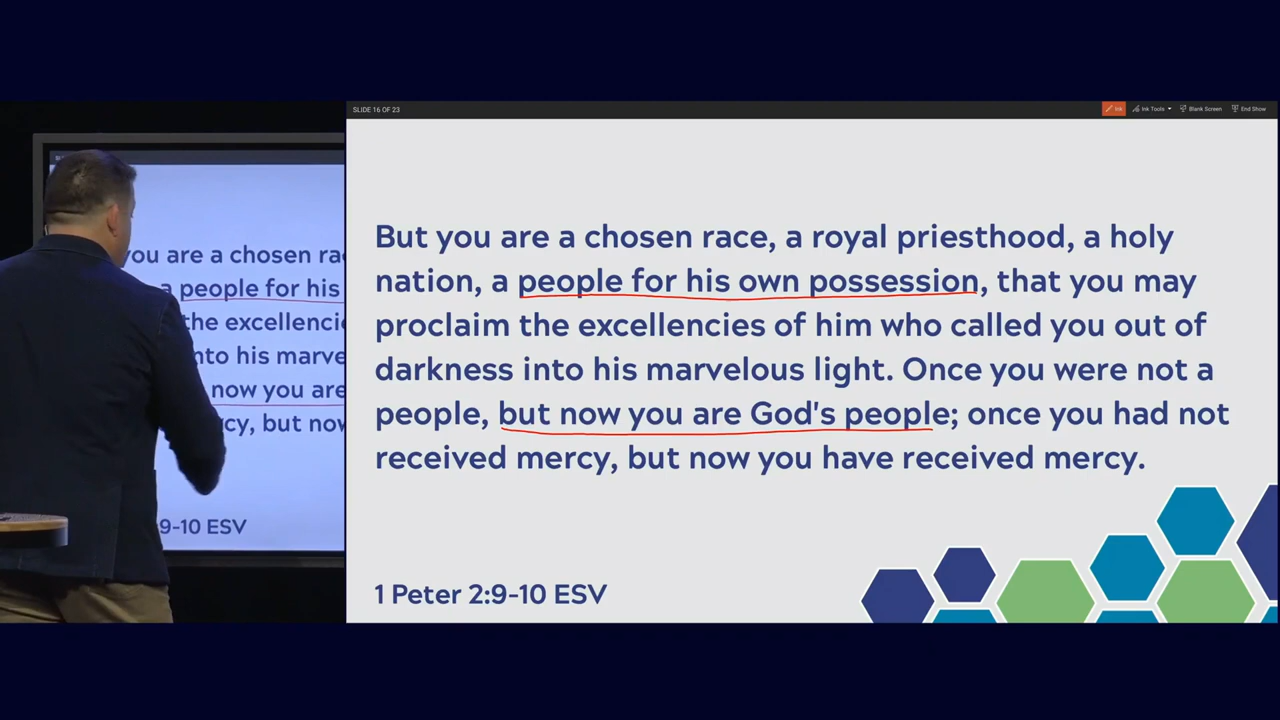 SLIDE 16 OF 23
Ink
Ink Tools
Blank Screen
End Show
you are a chosen
a people for his
the excellenci
nto his marve
now you are
cy, but now
9-10 ESV
But you are a chosen race, a royal priesthood, a holy
nation, a people for his own possession, that you may
proclaim the excellencies of him who called you out of
darkness into his marvelous light. Once you were not a
people, but now you are God's people; once you had not
received mercy, but now you have received mercy.
1 Peter 2:9-10 ESV